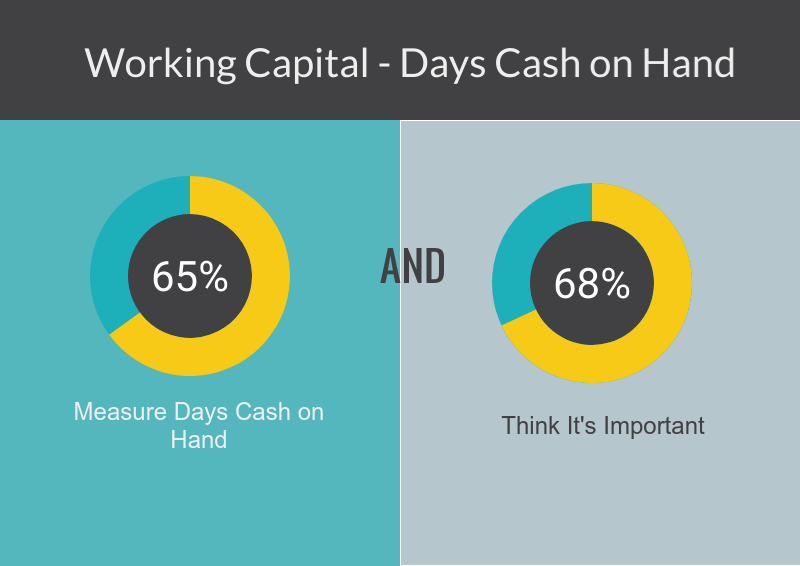 Working Capital - Days Cash on Hand
65%
Measure Days Cash on
Hand
AND
68%
Think It's Important